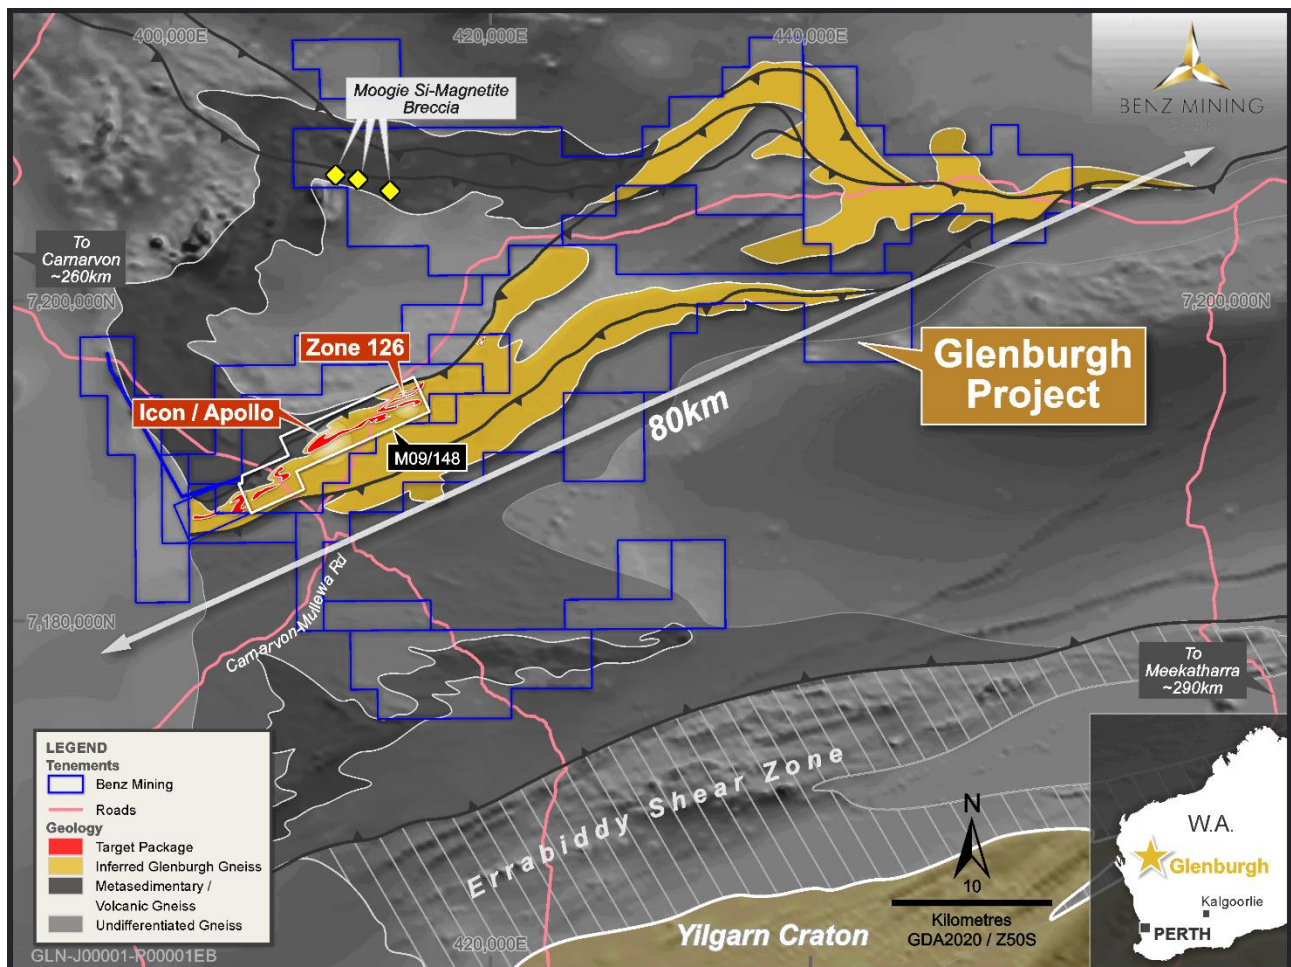 400,000E
420,000E
440,000E
BENZ MINING
Moogie Si-Magnetite
Breccia
To
Carnarvon
~260km
7,200,000N
7,200,000N
Zone 126
Icon / Apollo
Glenburgh
Project
M09/148
80km
7,180,000N
Carnarvon-Mullewa Rd
To
Meekatharra
~290km
Errabiddy Shear Zone
LEGEND
Tenements
Benz Mining
Roads
Geology
Target Package
Inferred Glenburgh Gneiss
Metasedimentary /
Volcanic Gneiss
Undifferentiated Gneiss
GLN-J00001-P00001EB
420,000E
Yilgarn Craton
N
10
Kilometres
GDA2020 / Z50S
W.A.
Glenburgh
Kalgoorlie
PERTH